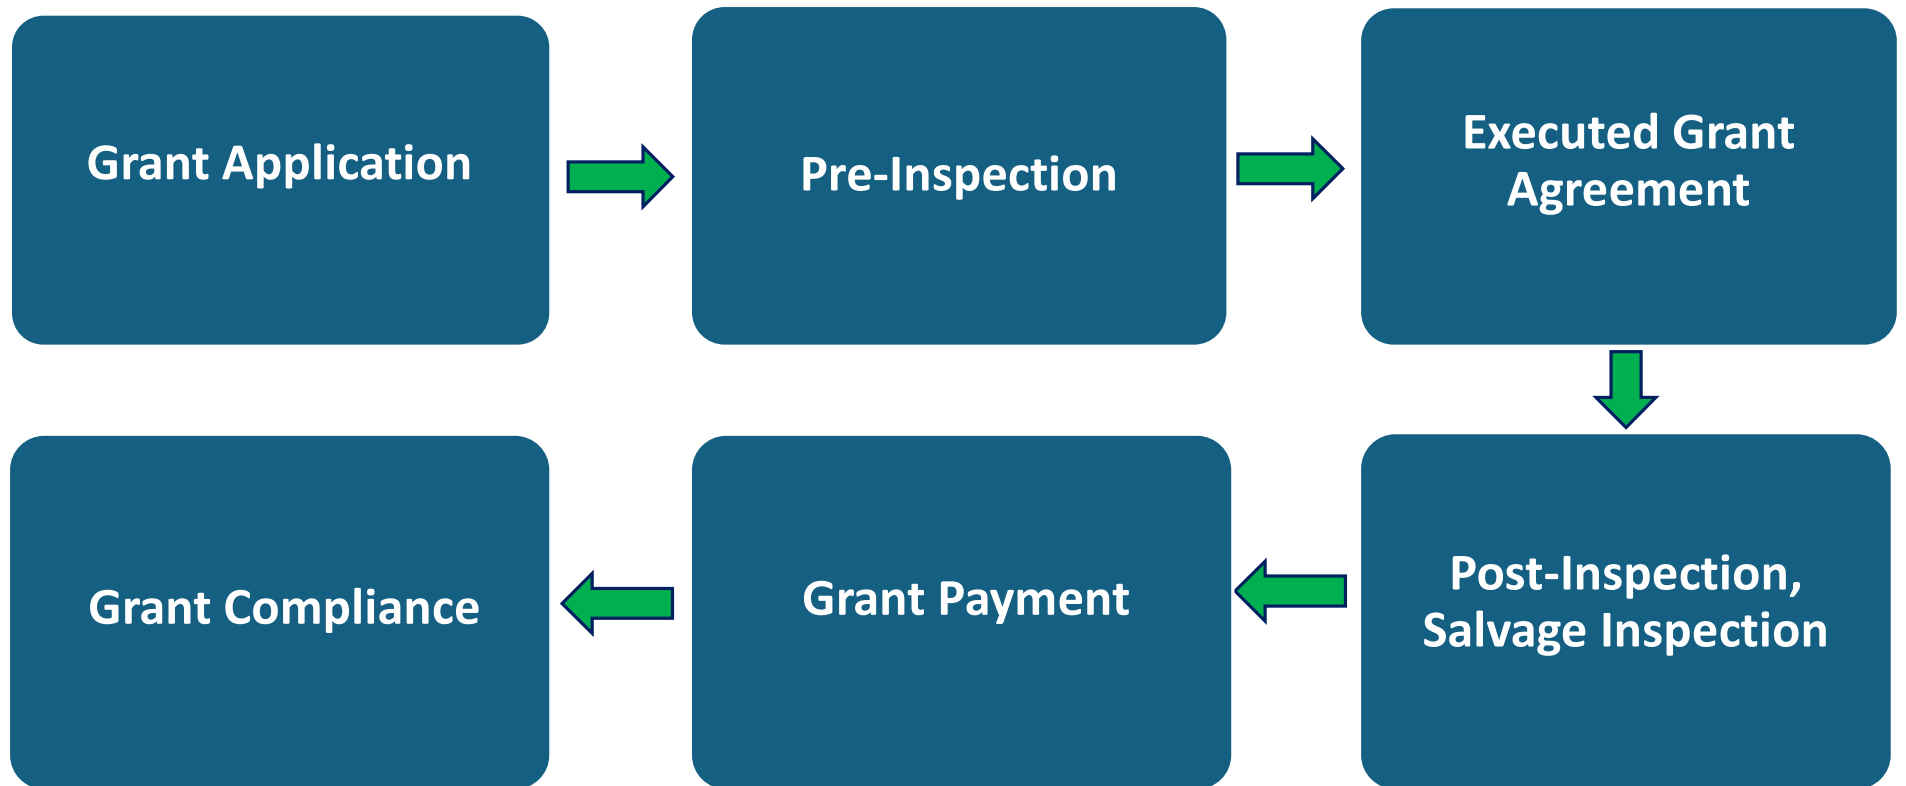 Grant Application
Pre-Inspection
Executed Grant
Agreement
Post-Inspection,
Salvage Inspection
Grant Payment
Grant Compliance